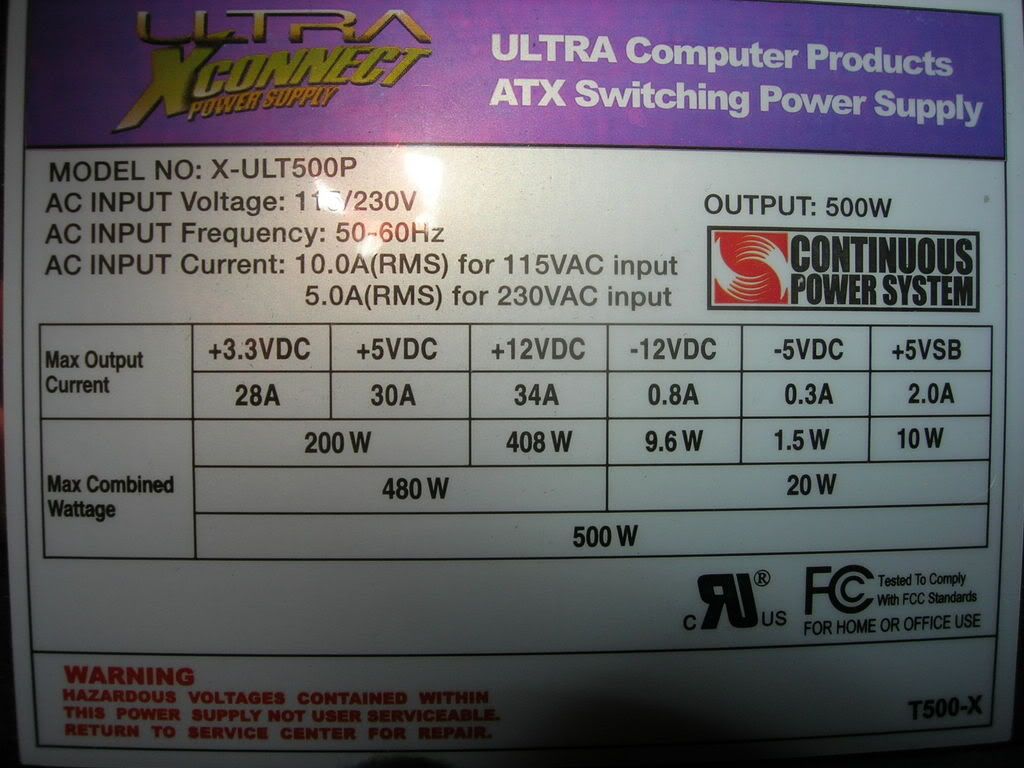 ULTRA
XCONNECT
POWER SUPPLY
ULTRA Computer Products
ATX Switching Power Supply
MODEL NO: X-ULT500P
AC INPUT Voltage: 115/230V
AC INPUT Frequency: 50-60Hz
AC INPUT Current: 10.0A(RMS) for 115VAC input
5.0A(RMS) for 230VAC input
OUTPUT: 500W
CONTINUOUS
POWER SYSTEM
Max Output Current +3.3VDC +5VDC +12VDC -12VDC -5VDC +5VSB
28A 30A 34A 0.8A 0.3A 2.0A
Max Combined Wattage 200 W 408 W 9.6 W 1.5 W 10 W
480 W 20 W
500 W
c RU ® US
FCC Tested To Comply
With FCC Standards
FOR HOME OR OFFICE USE
WARNING
HAZARDOUS VOLTAGES CONTAINED WITHIN
THIS POWER SUPPLY NOT USER SERVICEABLE.
RETURN TO SERVICE CENTER FOR REPAIR.
T500-X